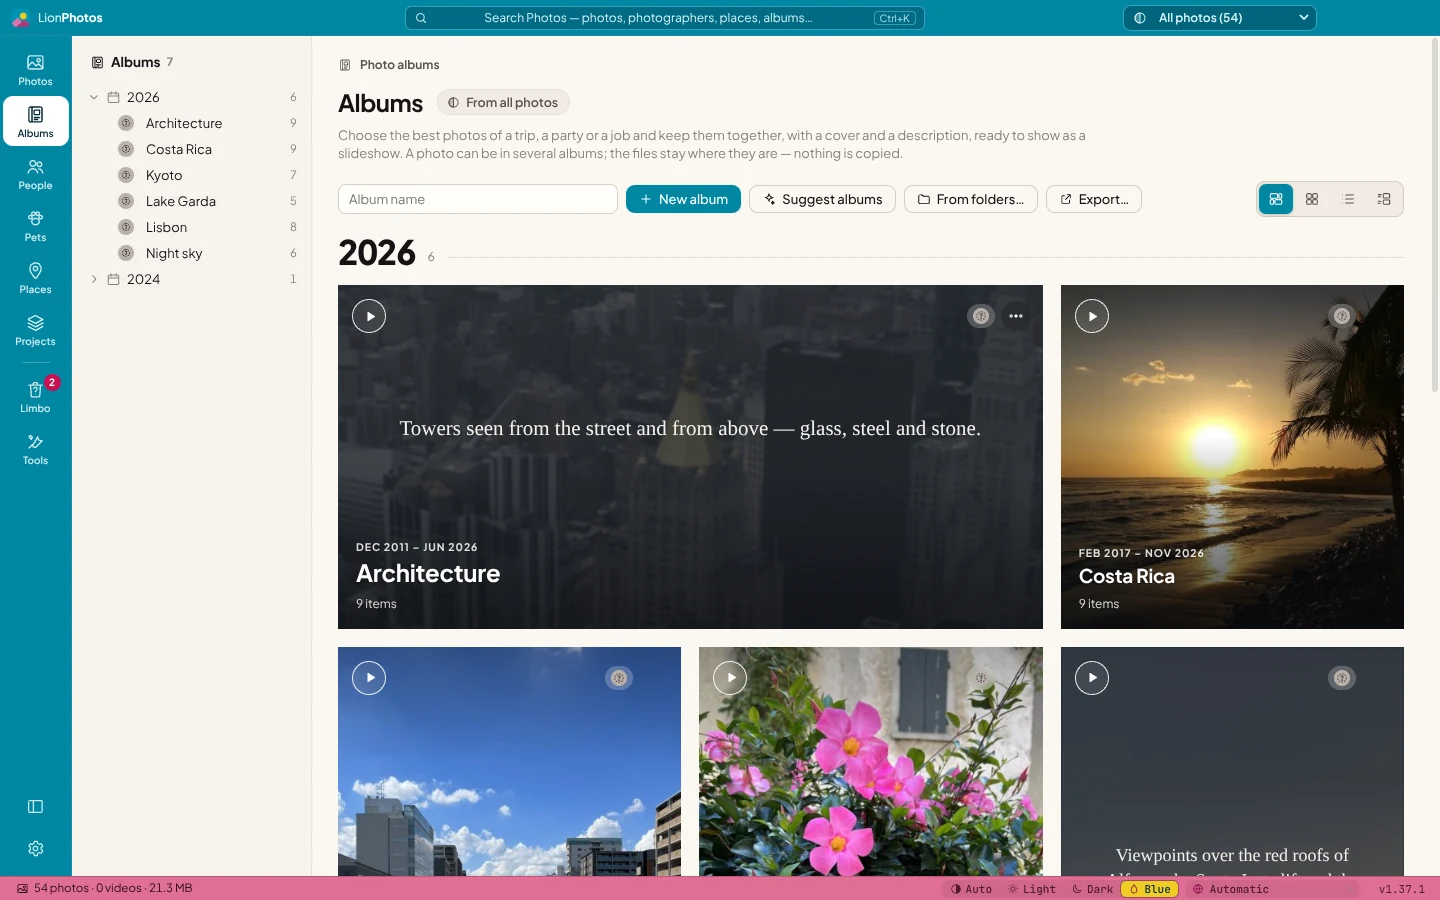 LionPhotos
Search Photos — photos, photographers, places, albums...
Ctrl+K
All photos (54)
Photos
Albums
People
Pets
Places
Projects
Limbo
2
Tools
Albums 7
2026 6
Architecture 9
Costa Rica 9
Kyoto 7
Lake Garda 5
Lisbon 8
Night sky 6
2024 1
Photo albums
Albums
From all photos
Choose the best photos of a trip, a party or a job and keep them together, with a cover and a description, ready to show as a
slideshow. A photo can be in several albums; the files stay where they are — nothing is copied.
Album name
New album
Suggest albums
From folders...
Export...
2026 6
Towers seen from the street and from above — glass, steel and stone.
DEC 2011 – JUN 2026
Architecture
9 items
FEB 2017 – NOV 2026
Costa Rica
9 items
Viewpoints over the red roofs of
54 photos · 0 videos · 21.3 MB
Auto
Light
Dark
Blue
Automatic
v1.37.1